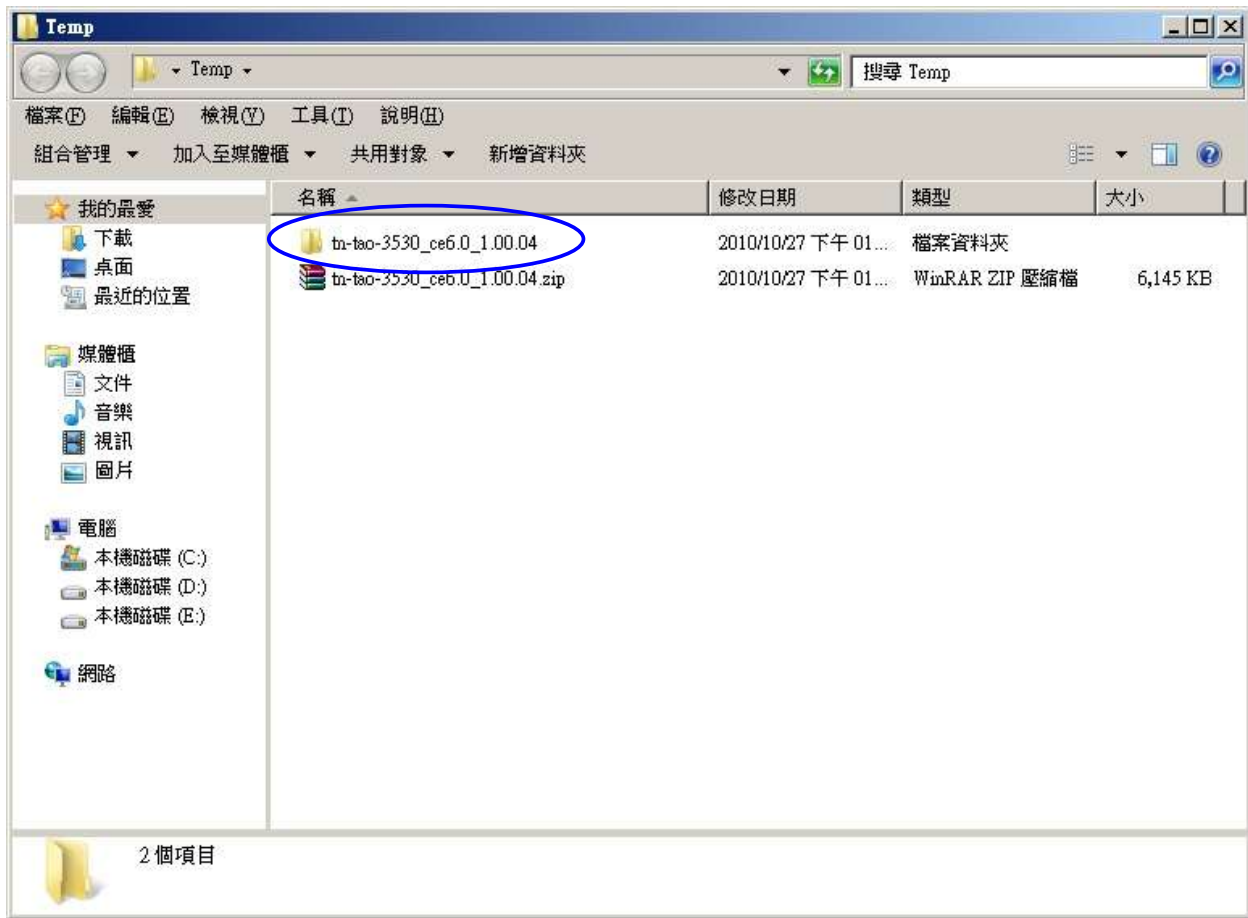 Temp
Temp
搜尋 Temp
檔案(F) 編輯(E) 檢視(V) 工具(T) 說明(H)
組合管理 加入至媒體櫃 共用對象 新增資料夾
我的最愛
下載
桌面
最近的位置
媒體櫃
文件
音樂
視訊
圖片
電腦
本機磁碟 (C:)
本機磁碟 (D:)
本機磁碟 (E:)
網路
名稱 修改日期 類型 大小
tn-tao-3530_ce6.0_1.00.04 2010/10/27 下午 01... 檔案資料夾
tn-tao-3530_ce6.0_1.00.04.zip 2010/10/27 下午 01... WinRAR ZIP 壓縮檔 6,145 KB
2 個項目